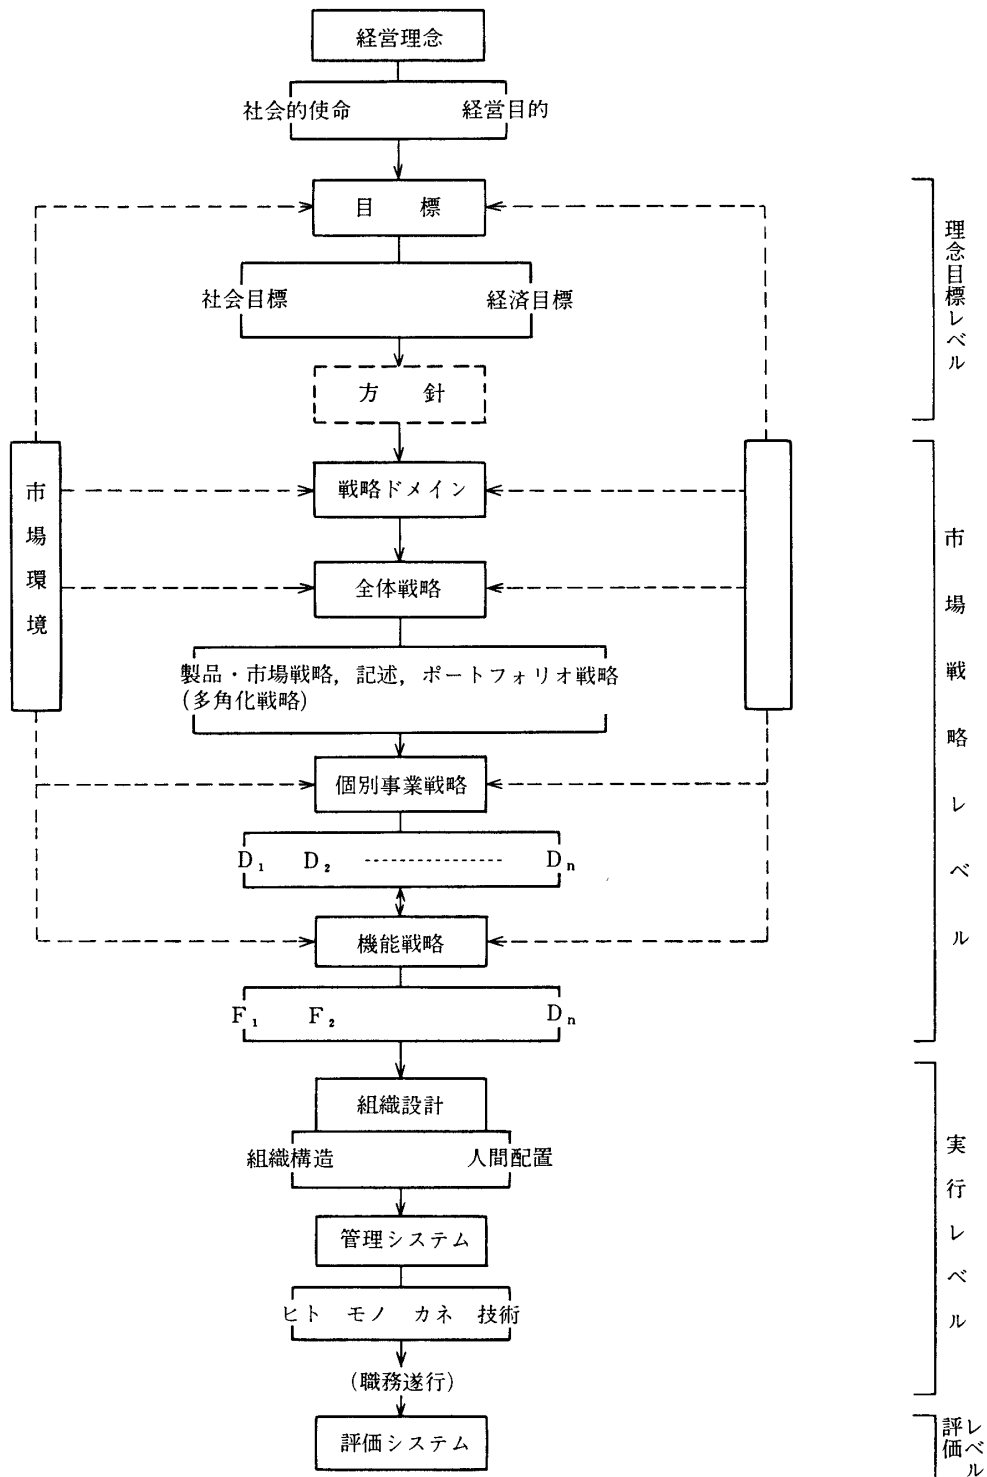 経営理念
社会的使命 経営目的
目 標
社会目標 経済目標
方 針
戦略ドメイン
全体戦略
製品・市場戦略, 記述, ポートフォリオ戦略
(多角化戦略)
個別事業戦略
D₁ D₂ ---------------- Dₙ
機能戦略
F₁ F₂ Dₙ
組織設計
組織構造 人間配置
管理システム
ヒト モノ カネ 技術
(職務遂行)
評価システム
市場環境
理念目標レベル
市場戦略レベル
実行レベル
評価レベル